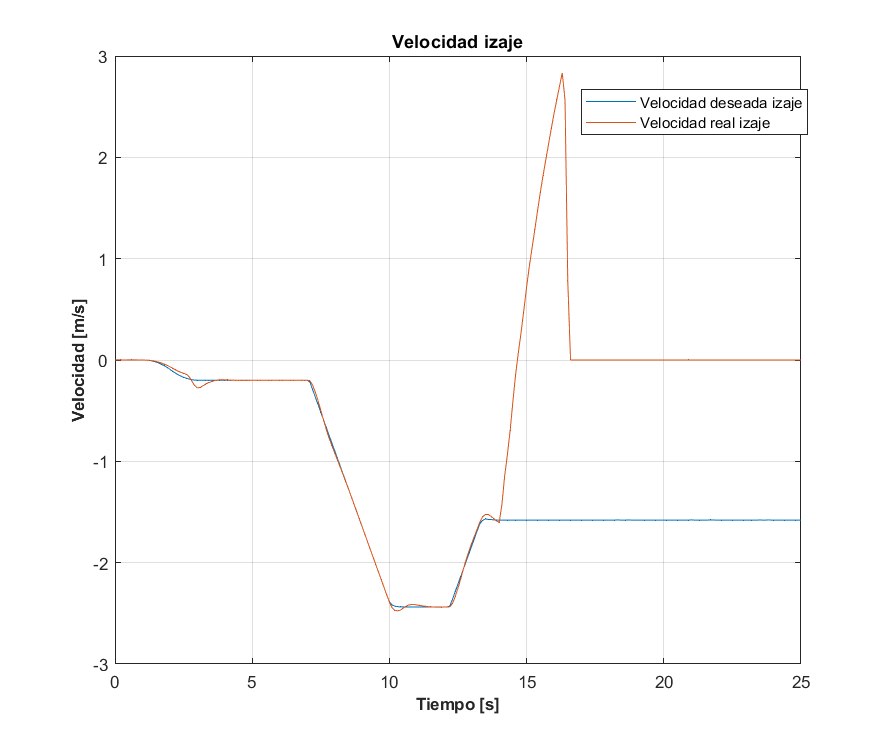 Velocidad izaje
3
2
1
0
-1
-2
-3
Velocidad [m/s]
Velocidad deseada izaje
Velocidad real izaje
0 5 10 15 20 25
Tiempo [s]